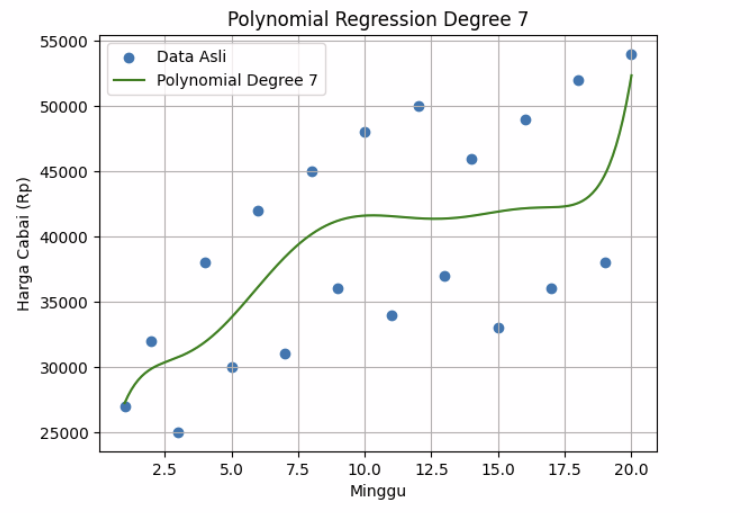 Polynomial Regression Degree 7
Data Asli
Polynomial Degree 7
55000
50000
45000
40000
35000
30000
25000
Harga Cabai (Rp)
2.5 5.0 7.5 10.0 12.5 15.0 17.5 20.0
Minggu